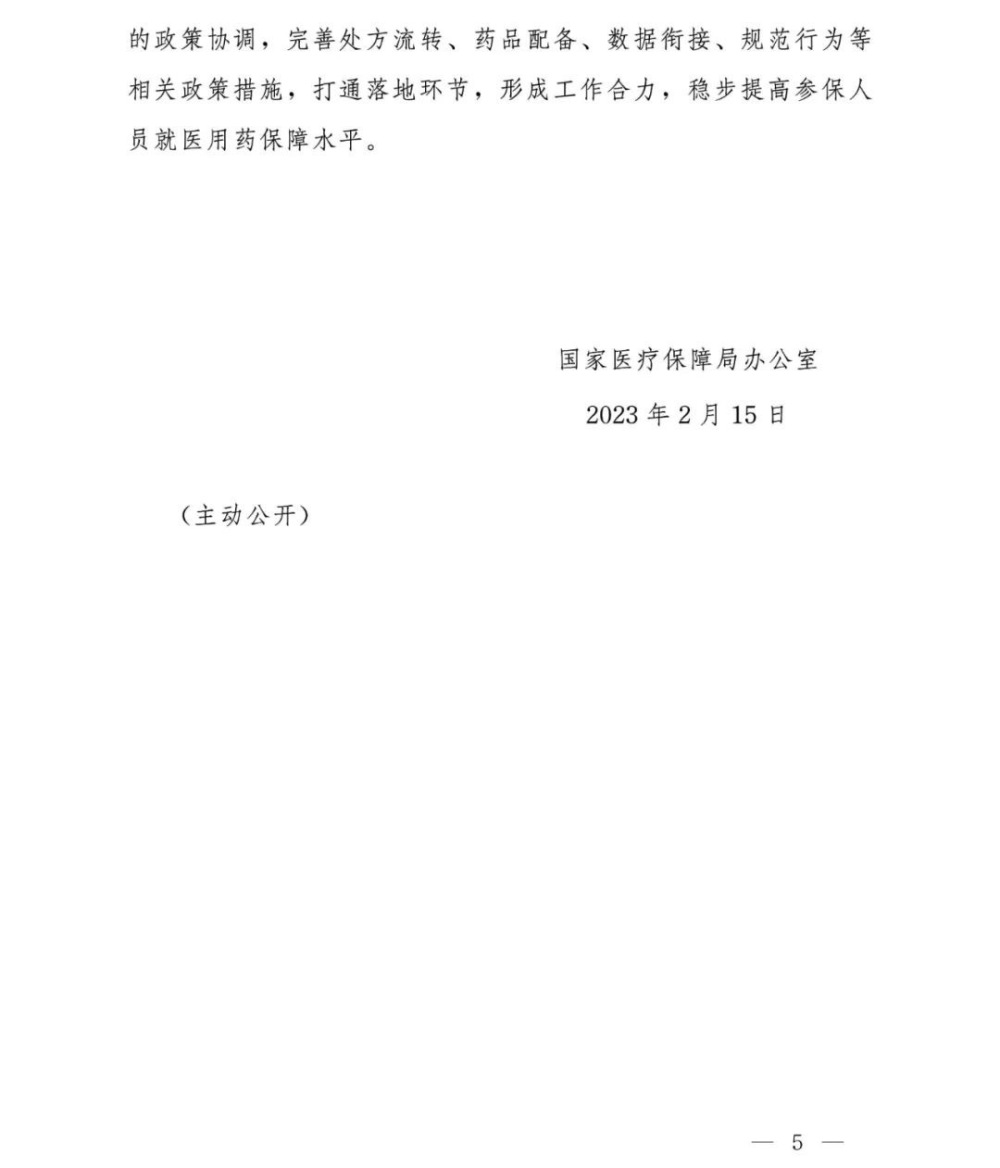 的政策协调，完善处方流转、药品配备、数据衔接、规范行为等
相关政策措施，打通落地环节，形成工作合力，稳步提高参保人
员就医用药保障水平。
国家医疗保障局办公室
2023 年 2 月 15 日
（主动公开）
— 5 —